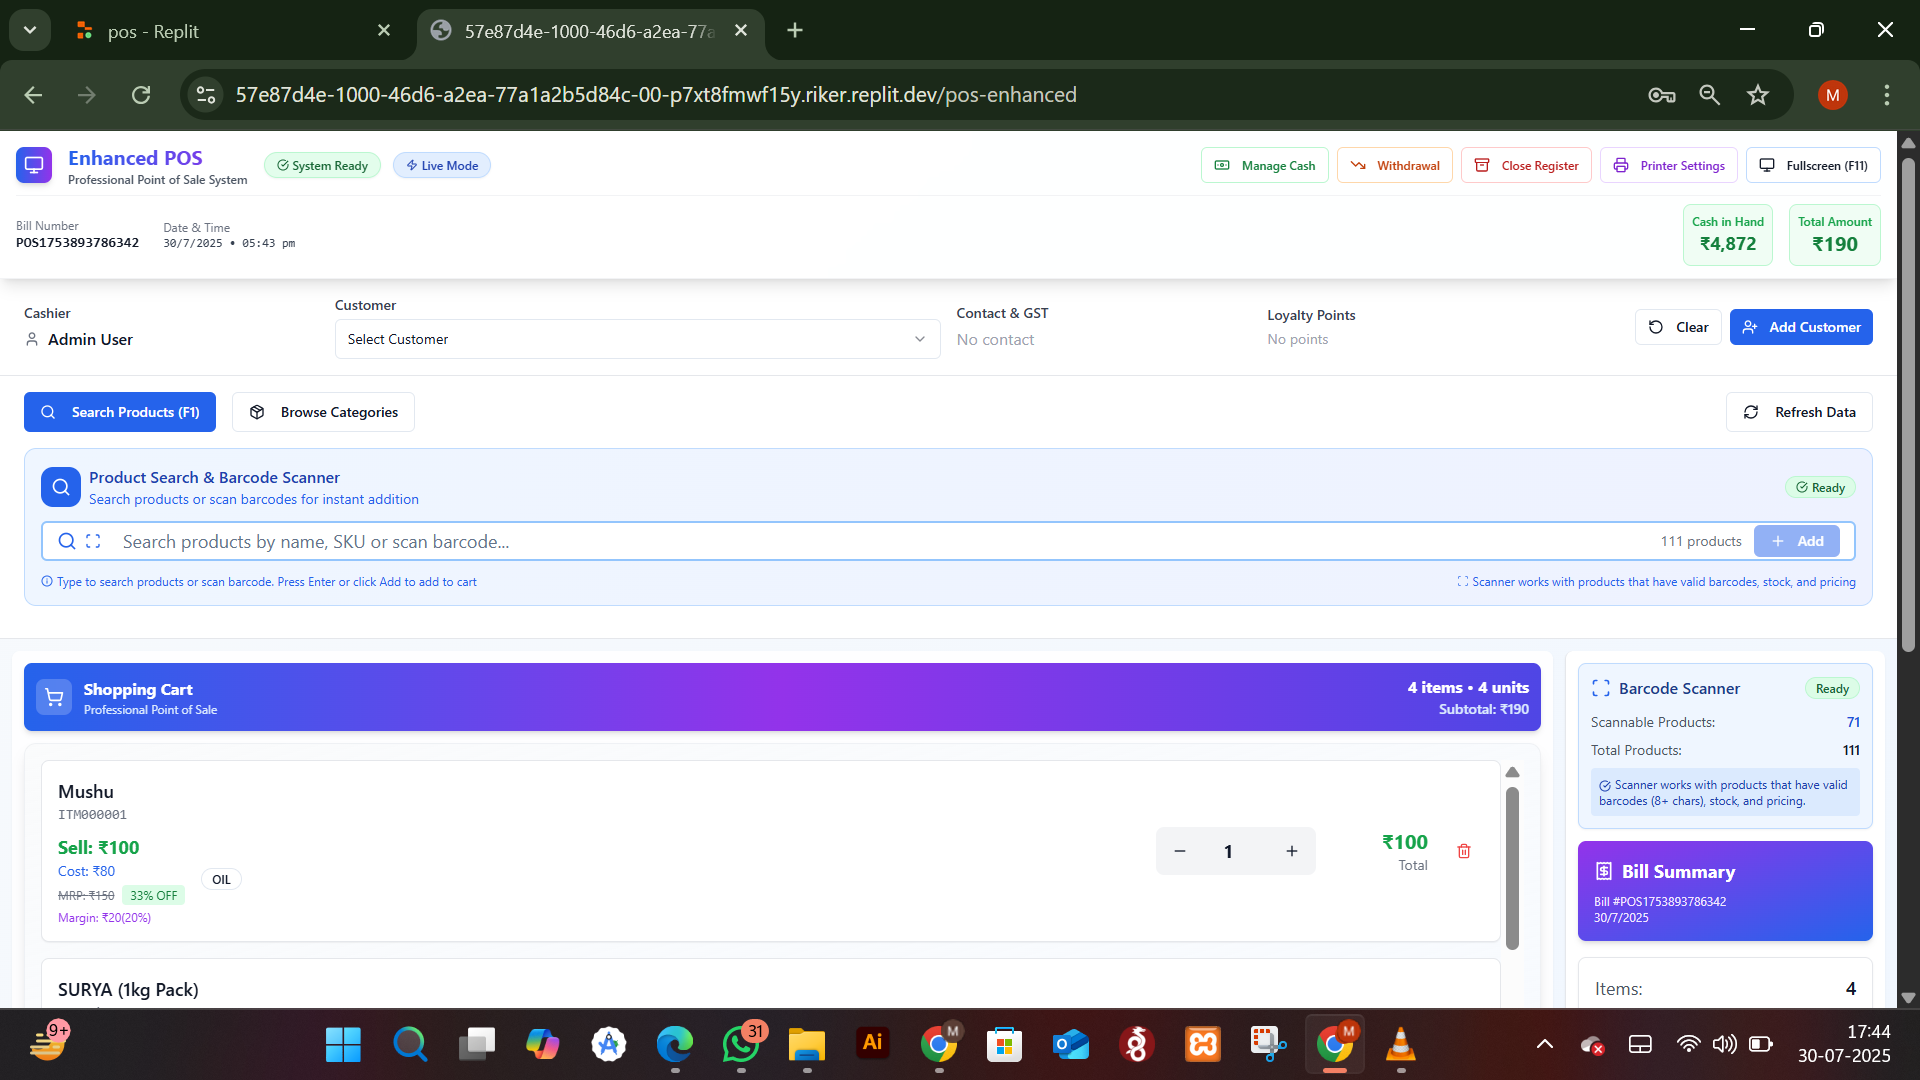 pos - Replit
57e87d4e-1000-46d6-a2ea-77a
57e87d4e-1000-46d6-a2ea-77a1a2b5d84c-00-p7xt8fmwf15y.riker.replit.dev/pos-enhanced
M
Enhanced POS
Professional Point of Sale System
System Ready
Live Mode
Manage Cash
Withdrawal
Close Register
Printer Settings
Fullscreen (F11)
Bill Number
POS1753893786342
Date & Time
30/7/2025 • 05:43 pm
Cash in Hand
₹4,872
Total Amount
₹190
Cashier
Admin User
Customer
Select Customer
Contact & GST
No contact
Loyalty Points
No points
Clear
Add Customer
Search Products (F1)
Browse Categories
Refresh Data
Product Search & Barcode Scanner
Search products or scan barcodes for instant addition
Ready
Search products by name, SKU or scan barcode...
111 products
Add
Type to search products or scan barcode. Press Enter or click Add to add to cart
Scanner works with products that have valid barcodes, stock, and pricing
Shopping Cart
Professional Point of Sale
4 items • 4 units
Subtotal: ₹190
Mushu
ITM000001
Sell: ₹100
Cost: ₹80
MRP: ₹150
33% OFF
Margin: ₹20(20%)
OIL
1
₹100
Total
SURYA (1kg Pack)
Barcode Scanner
Ready
Scannable Products:
71
Total Products:
111
Scanner works with products that have valid
barcodes (8+ chars), stock, and pricing.
Bill Summary
Bill #POS1753893786342
30/7/2025
Items:
4
9+
31
Ai
M
M
17:44
30-07-2025